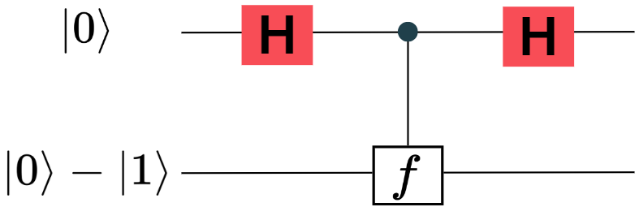 |0⟩ H H
|0⟩ − |1⟩ f